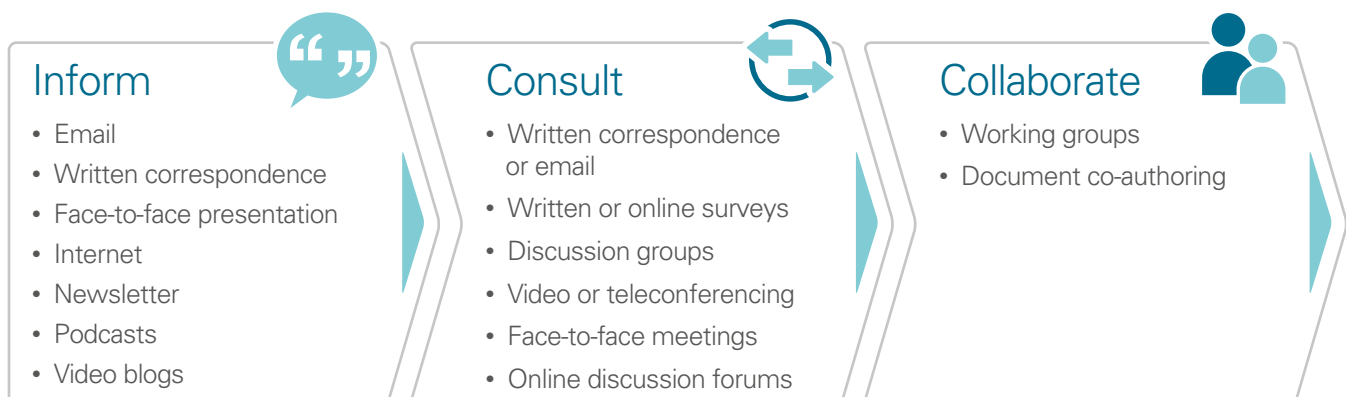 Inform
• Email
• Written correspondence
• Face-to-face presentation
• Internet
• Newsletter
• Podcasts
• Video blogs
Consult
• Written correspondence
or email
• Written or online surveys
• Discussion groups
• Video or teleconferencing
• Face-to-face meetings
• Online discussion forums
Collaborate
• Working groups
• Document co-authoring